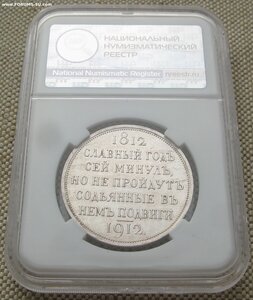 www.FORUMS-SU.com
НАЦИОНАЛЬНЫЙ
НУМИЗМАТИЧЕСКИЙ
РЕЕСТР
National Numismatic Register
1812
СЛАВНЫЙ ГОДЪ
СЕЙ МИНУЛЪ,
НО НЕ ПРОЙДУТЪ
СОДѢЯННЫЕ ВЪ
НЕМЪ ПОДВИГИ
1912